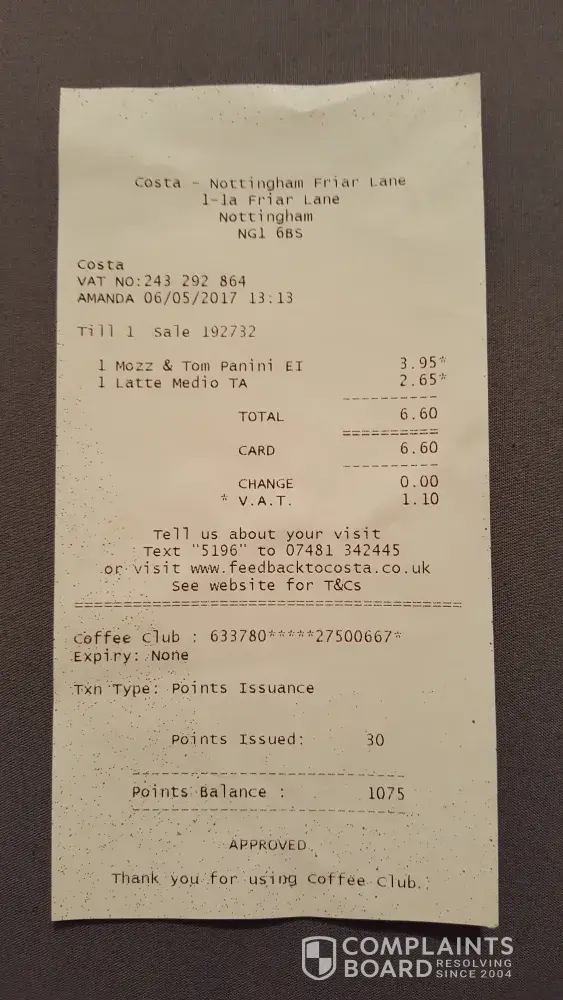 Costa - Nottingham Friar Lane
1-1a Friar Lane
Nottingham
NG1 6BS
Costa
VAT NO:243 292 864
AMANDA 06/05/2017 13:13
Till 1 Sale 192732
1 Mozz & Tom Panini EI 3.95*
1 Latte Medio TA 2.65*
TOTAL 6.60
CARD 6.60
CHANGE 0.00
* V.A.T. 1.10
Tell us about your visit
Text "5196" to 07481 342445
or visit www.feedbacktocosta.co.uk
See website for T&Cs
Coffee Club : 633780*****27500667*
Expiry: None
Txn Type: Points Issuance
Points Issued: 30
Points Balance : 1075
APPROVED
Thank you for using Coffee Club.
COMPLAINTS
BOARD RESOLVING
SINCE 2004